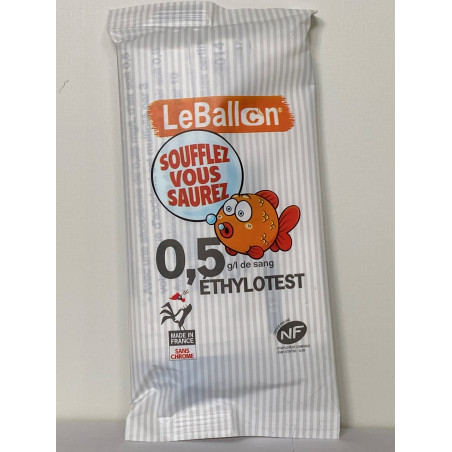 LeBallon®
SOUFFLEZ
VOUS
SAUREZ
0,5 g/l de sang
ÉTHYLOTEST
MADE IN
FRANCE
SANS
CHROME
NF